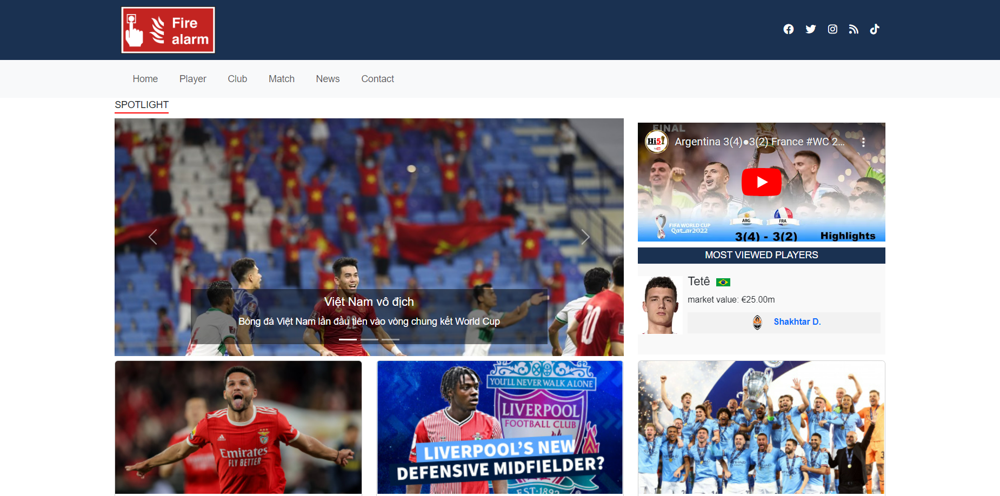 Fire
alarm
Home Player Club Match News Contact
SPOTLIGHT
Việt Nam vô địch
Bóng đá Việt Nam lần đầu tiên vào vòng chung kết World Cup
22
10
FINAL
Hi5
Argentina 3(4)●3(2) France #WC 2...
ARG FRA
FIFA WORLD CUP
Qatar2022
3(4) - 3(2) Highlights
MOST VIEWED PLAYERS
Tetê
market value: €25.00m
Shakhtar D.
Emirates
FLY BETTER
YOU'LL NEVER WALK ALONE
LIVERPOOL
FOOTBALL CLUB
LIVERPOOL'S NEW
DEFENSIVE MIDFIELDER?
EST·1892